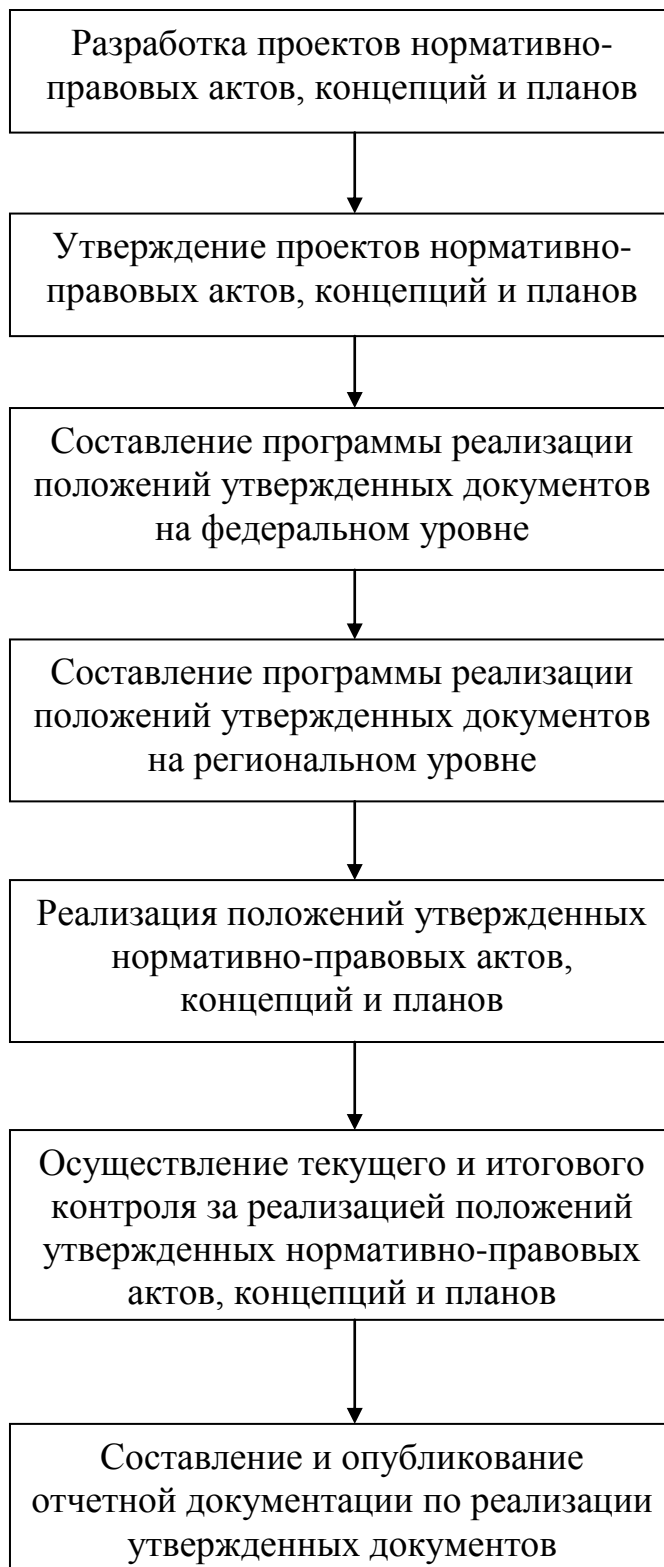 Разработка проектов нормативно-
правовых актов, концепций и планов
Утверждение проектов нормативно-
правовых актов, концепций и планов
Составление программы реализации
положений утвержденных документов
на федеральном уровне
Составление программы реализации
положений утвержденных документов
на региональном уровне
Реализация положений утвержденных
нормативно-правовых актов,
концепций и планов
Осуществление текущего и итогового
контроля за реализацией положений
утвержденных нормативно-правовых
актов, концепций и планов
Составление и опубликование
отчетной документации по реализации
утвержденных документов